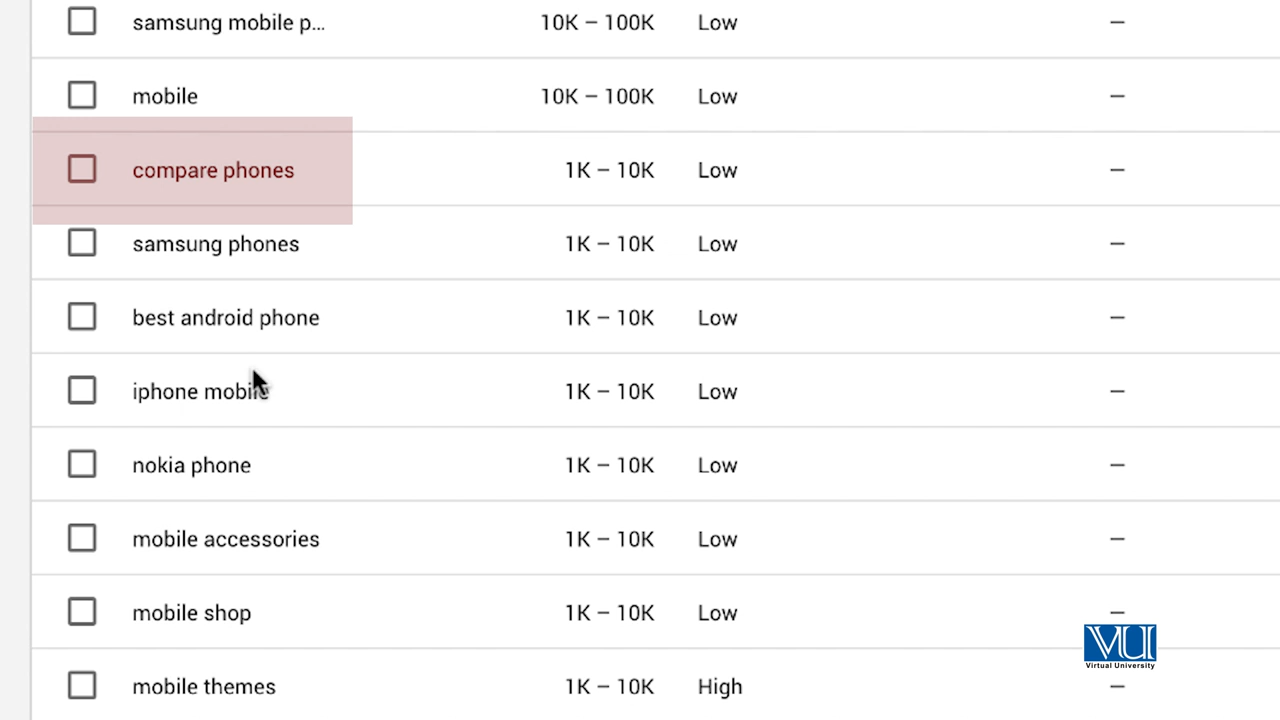 samsung mobile p... 10K – 100K Low –
mobile 10K – 100K Low –
compare phones 1K – 10K Low –
samsung phones 1K – 10K Low –
best android phone 1K – 10K Low –
iphone mobile 1K – 10K Low –
nokia phone 1K – 10K Low –
mobile accessories 1K – 10K Low –
mobile shop 1K – 10K Low –
VU
Virtual University
mobile themes 1K – 10K High –